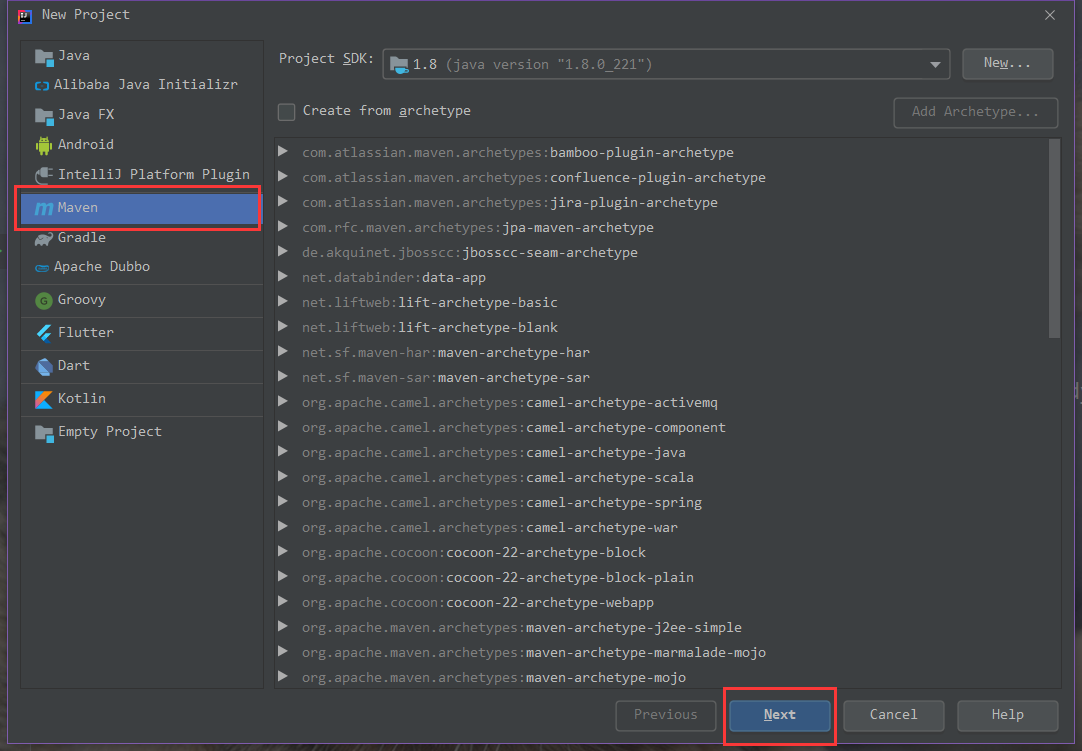 New Project
Java
Alibaba Java Initializr
Java FX
Android
IntelliJ Platform Plugin
Maven
Gradle
Apache Dubbo
Groovy
Flutter
Dart
Kotlin
Empty Project
Project SDK: 1.8 (java version "1.8.0_221") New...
Create from archetype Add Archetype...
com.atlassian.maven.archetypes:bamboo-plugin-archetype
com.atlassian.maven.archetypes:confluence-plugin-archetype
com.atlassian.maven.archetypes:jira-plugin-archetype
com.rfc.maven.archetypes:jpa-maven-archetype
de.akquinet.jbosscc:jbosscc-seam-archetype
net.databinder:data-app
net.liftweb:lift-archetype-basic
net.liftweb:lift-archetype-blank
net.sf.maven-har:maven-archetype-har
net.sf.maven-sar:maven-archetype-sar
org.apache.camel.archetypes:camel-archetype-activemq
org.apache.camel.archetypes:camel-archetype-component
org.apache.camel.archetypes:camel-archetype-java
org.apache.camel.archetypes:camel-archetype-scala
org.apache.camel.archetypes:camel-archetype-spring
org.apache.camel.archetypes:camel-archetype-war
org.apache.cocoon:cocoon-22-archetype-block
org.apache.cocoon:cocoon-22-archetype-block-plain
org.apache.cocoon:cocoon-22-archetype-webapp
org.apache.maven.archetypes:maven-archetype-j2ee-simple
org.apache.maven.archetypes:maven-archetype-marmalade-mojo
org.apache.maven.archetypes:maven-archetype-mojo
Previous Next Cancel Help